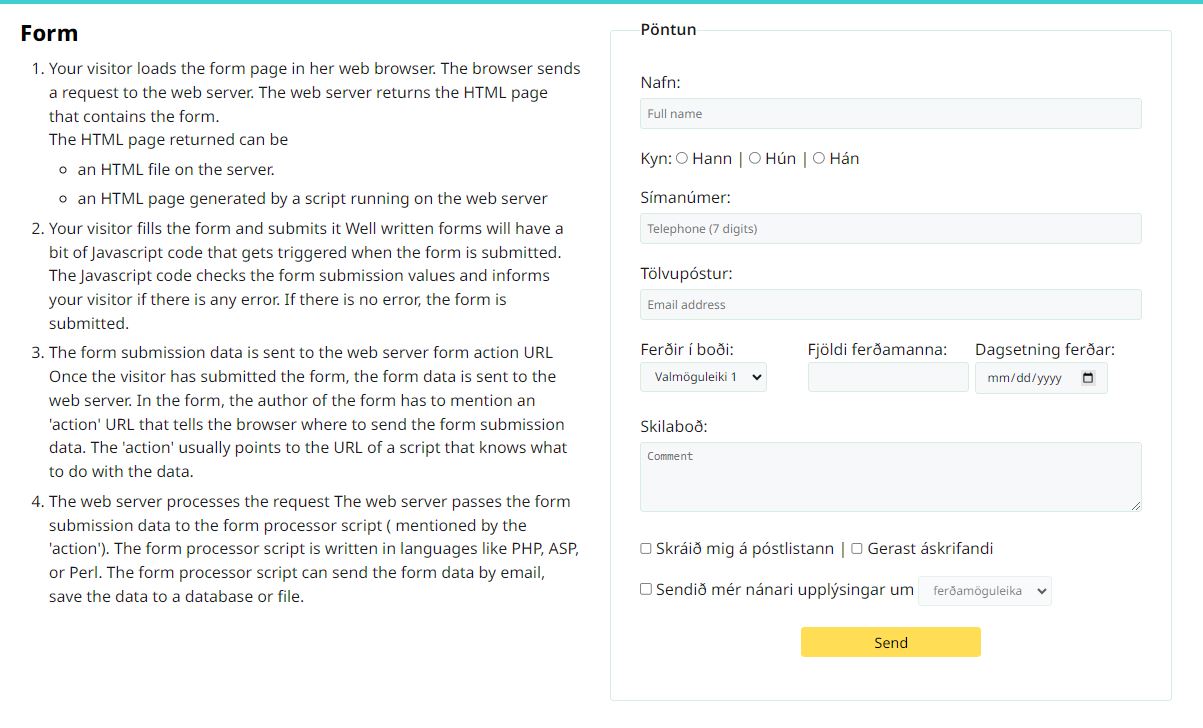 Form
1. Your visitor loads the form page in her web browser. The browser sends
a request to the web server. The web server returns the HTML page
that contains the form.
The HTML page returned can be
an HTML file on the server.
an HTML page generated by a script running on the web server
2. Your visitor fills the form and submits it Well written forms will have a
bit of Javascript code that gets triggered when the form is submitted.
The Javascript code checks the form submission values and informs
your visitor if there is any error. If there is no error, the form is
submitted.
3. The form submission data is sent to the web server form action URL
Once the visitor has submitted the form, the form data is sent to the
web server. In the form, the author of the form has to mention an
'action' URL that tells the browser where to send the form submission
data. The 'action' usually points to the URL of a script that knows what
to do with the data.
4. The web server processes the request The web server passes the form
submission data to the form processor script ( mentioned by the
'action'). The form processor script is written in languages like PHP, ASP,
or Perl. The form processor script can send the form data by email,
save the data to a database or file.
Pöntun
Nafn:
Full name
Kyn: Hann | Hún | Hán
Símanúmer:
Telephone (7 digits)
Tölvupóstur:
Email address
Ferðir í boði: Fjöldi ferðamanna: Dagsetning ferðar:
Valmöguleiki 1 mm/dd/yyyy
Skilaboð:
Comment
Skráið mig á póstlistann | Gerast áskrifandi
Sendið mér nánari upplýsingar um ferðamöguleika
Send